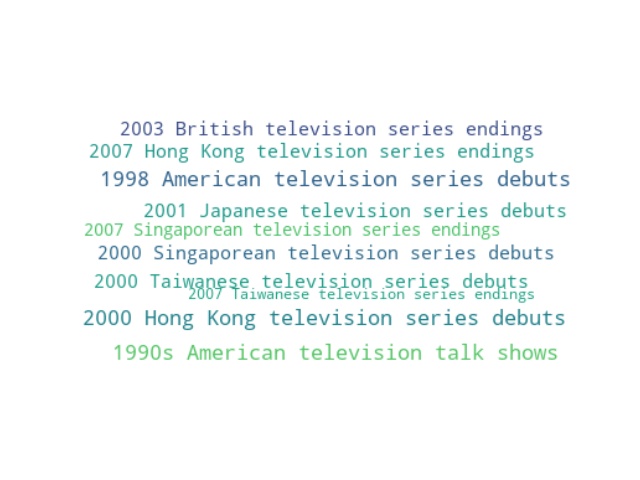 2003 British television series endings
2007 Hong Kong television series endings
1998 American television series debuts
2001 Japanese television series debuts
2007 Singaporean television series endings
2000 Singaporean television series debuts
2000 Taiwanese television series debuts
2007 Taiwanese television series endings
2000 Hong Kong television series debuts
1990s American television talk shows